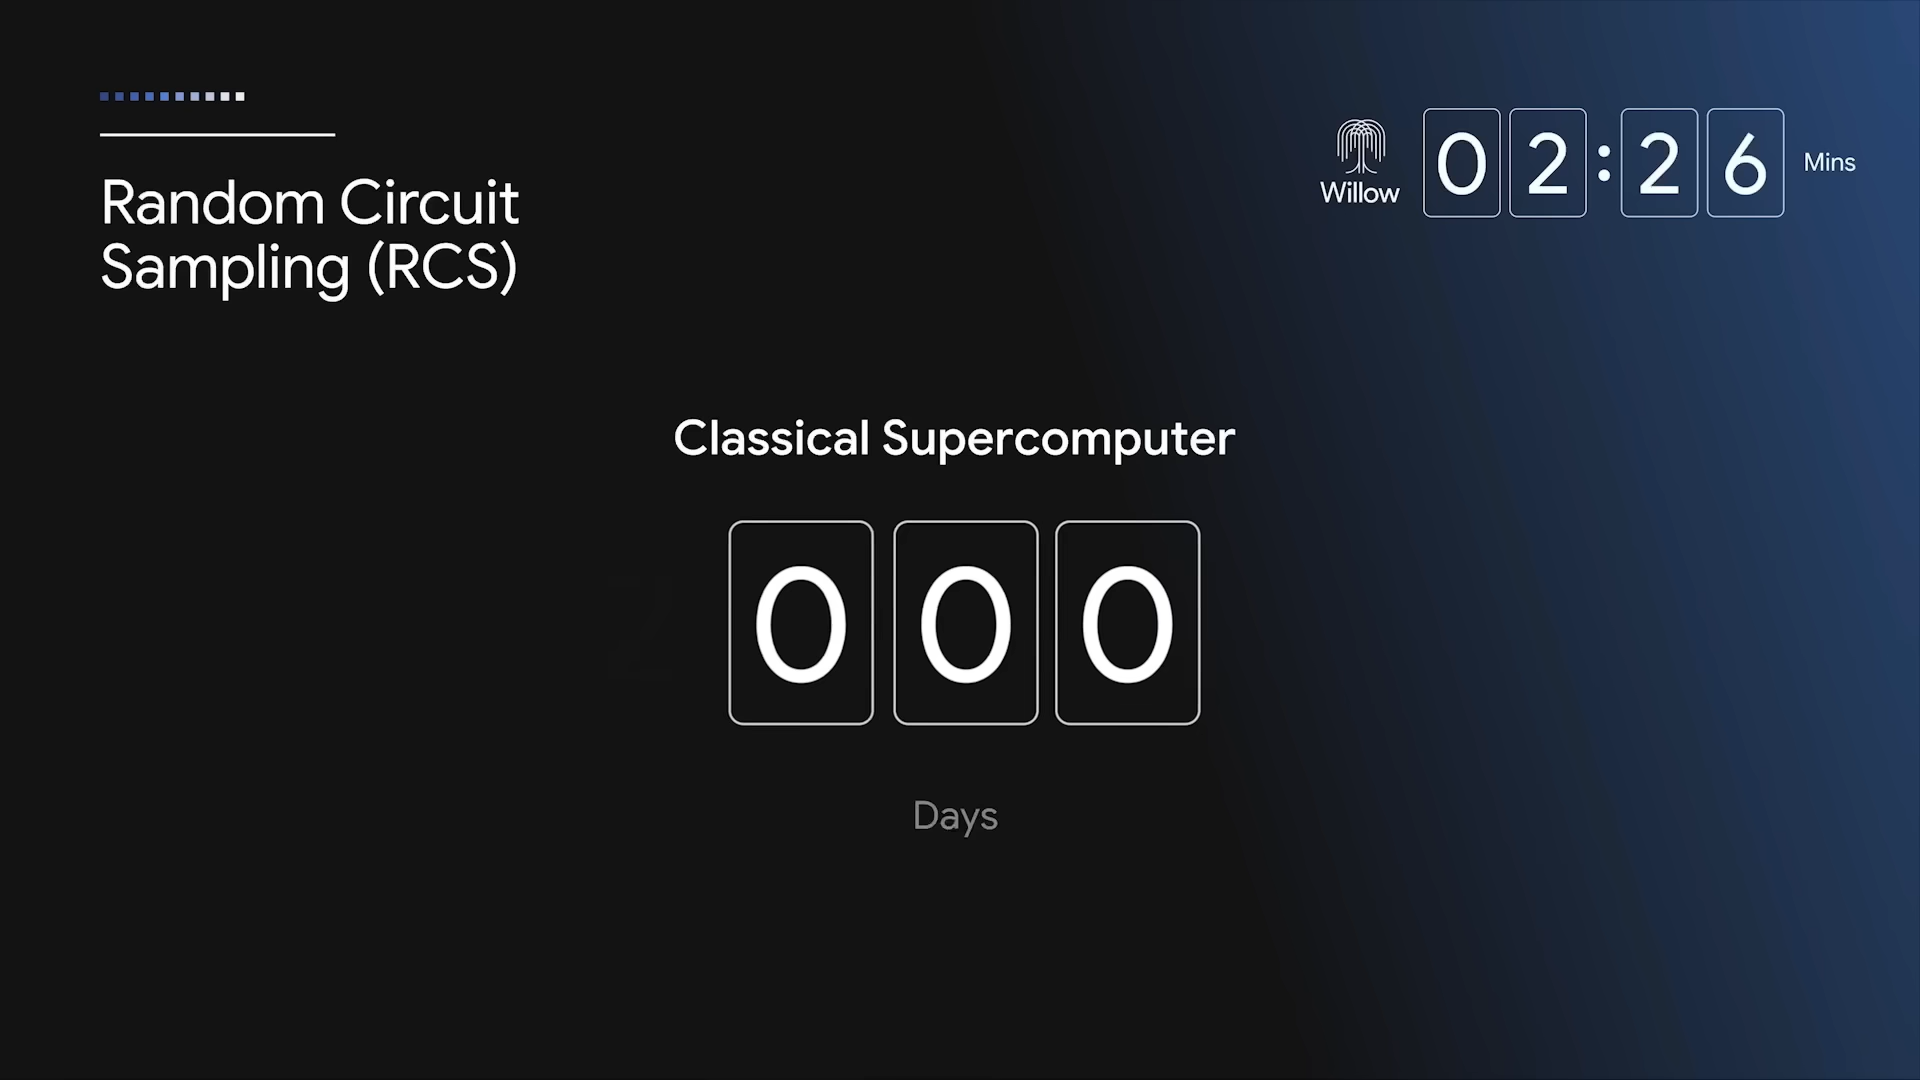 Random Circuit
Sampling (RCS)
Willow
02:26 Mins
Classical Supercomputer
000
Days